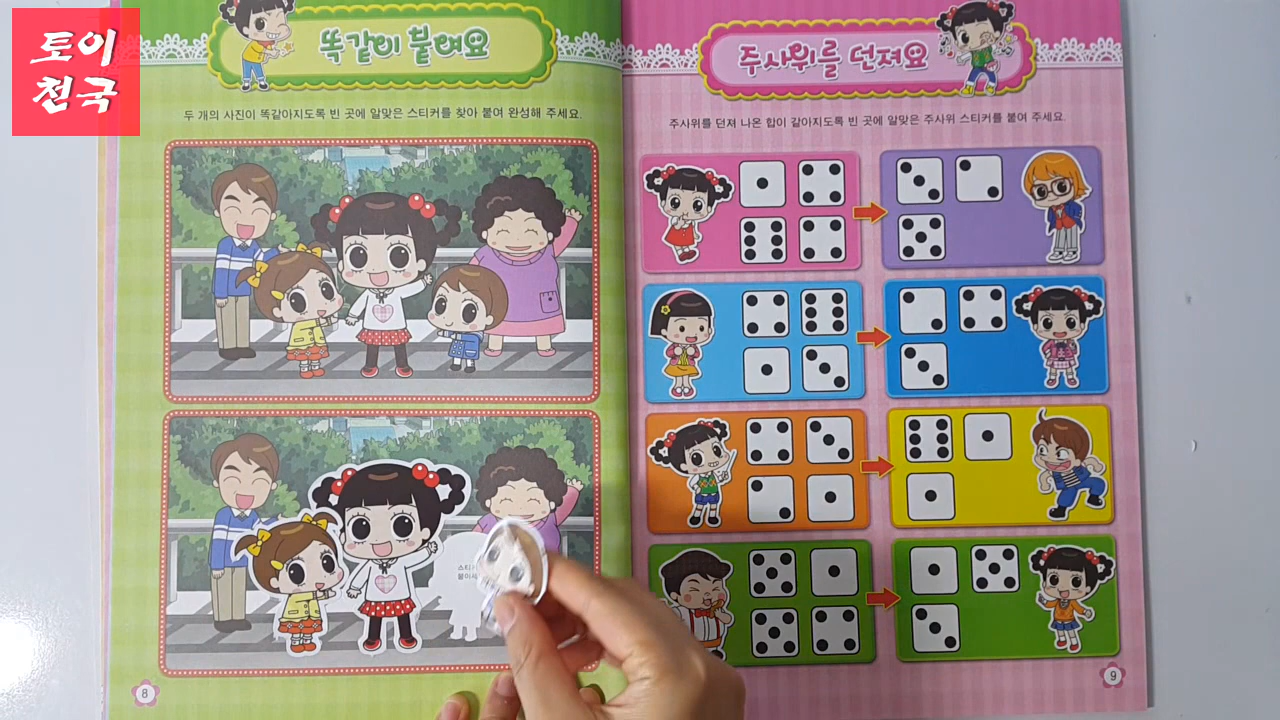 토이
천국
똑같이 붙여요
두 개의 사진이 똑같아지도록 빈 곳에 알맞은 스티커를 찾아 붙여 완성해 주세요.
8
주사위를 던져요
주사위를 던져 나온 합이 같아지도록 빈 곳에 알맞은 주사위 스티커를 붙여 주세요.
9